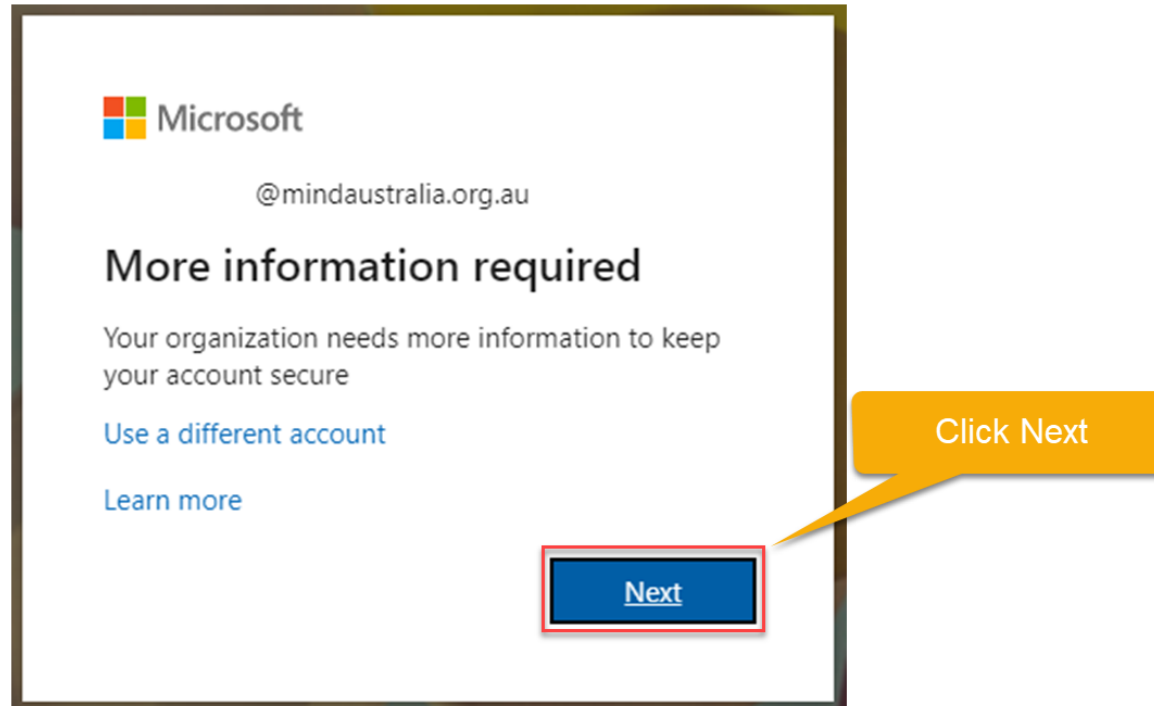 Microsoft
@mindaustralia.org.au
More information required
Your organization needs more information to keep
your account secure
Use a different account
Click Next
Learn more
Next